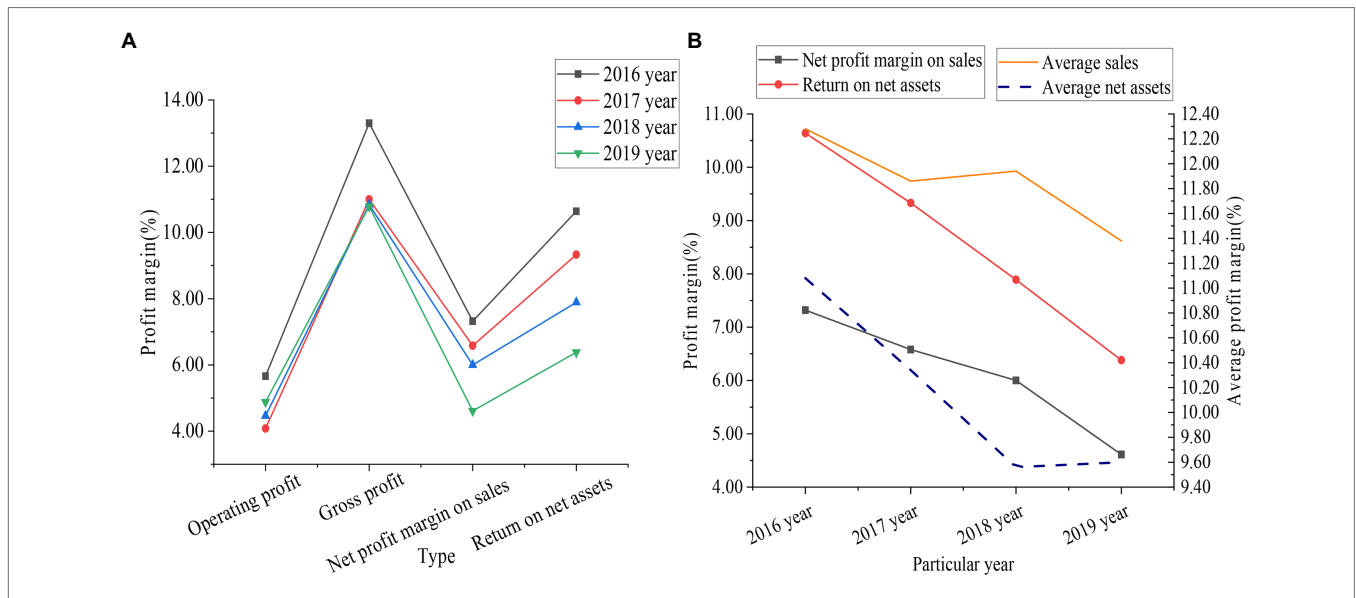 A
2016 year
2017 year
2018 year
2019 year
14.00
12.00
10.00
8.00
6.00
4.00
Profit margin(%)
Operating profit
Gross profit
Net profit margin on sales
Return on net assets
Type
B
Net profit margin on sales
Return on net assets
Average sales
Average net assets
11.00
10.00
9.00
8.00
7.00
6.00
5.00
4.00
Profit margin(%)
12.40
12.20
12.00
11.80
11.60
11.40
11.20
11.00
10.80
10.60
10.40
10.20
10.00
9.80
9.60
9.40
Average profit margin(%)
2016 year
2017 year
2018 year
2019 year
Particular year